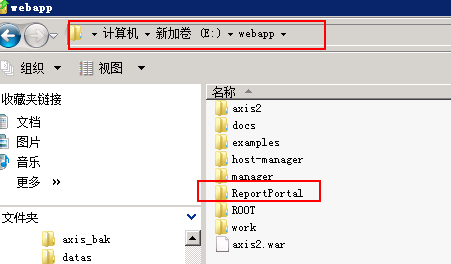 webapp
计算机 新加卷 (E:) webapp
组织 视图
收藏夹链接
文档
图片
音乐
更多 »
文件夹
axis_bak
datas
名称
axis2
docs
examples
host-manager
manager
ReportPortal
ROOT
work
axis2.war